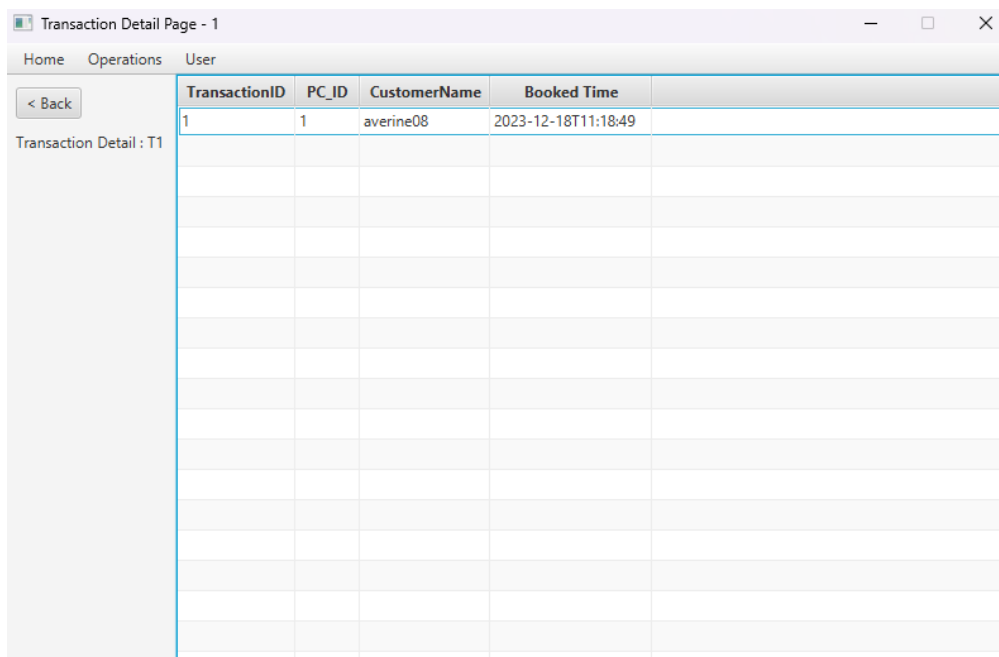 Transaction Detail Page - 1
Home Operations User
< Back
Transaction Detail : T1
TransactionID PC_ID CustomerName Booked Time
1 1 averine08 2023-12-18T11:18:49